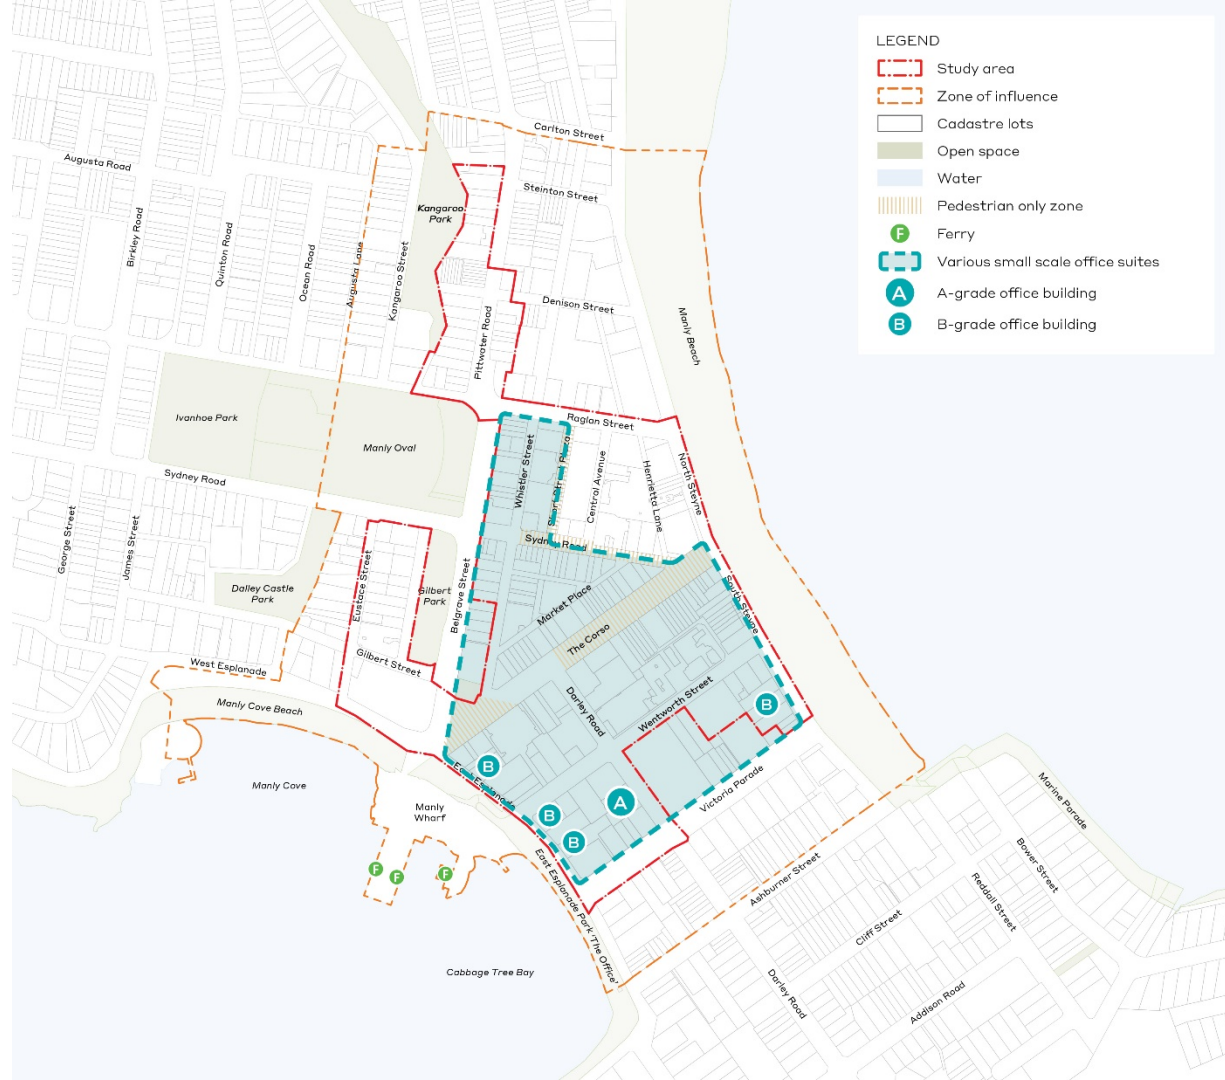 LEGEND
Study area
Zone of influence
Cadastre lots
Open space
Water
Pedestrian only zone
F
Ferry
Various small scale office suites
A
A-grade office building
B
B-grade office building
Carlton Street
Augusta Road
Steinton Street
Kangaroo
Park
Birkley Road
Quinton Road
Ocean Road
Augusta Lane
Kangaroo Street
Denison Street
Pittwater Road
Manly Beach
Ivanhoe Park
Manly Oval
Raglan Street
Whistler Street
Short Street Plaza
Central Avenue
Henrietta Lane
North Steyne
Sydney Road
Sydney Road
George Street
James Street
Dalley Castle
Park
Eustace Street
Gilbert
Park
Belgrave Street
Market Place
The Corso
South Steyne
Gilbert Street
West Esplanade
Manly Cove Beach
Darley Road
Wentworth Street
B
B
East Esplanade
A
B
B
Victoria Parade
Manly Cove
Manly
Wharf
F
F
F
East Esplanade Park 'The Office'
Ashburner Street
Marine Parade
Bower Street
Reddall Street
Cliff Street
Cabbage Tree Bay
Darley Road
Addison Road